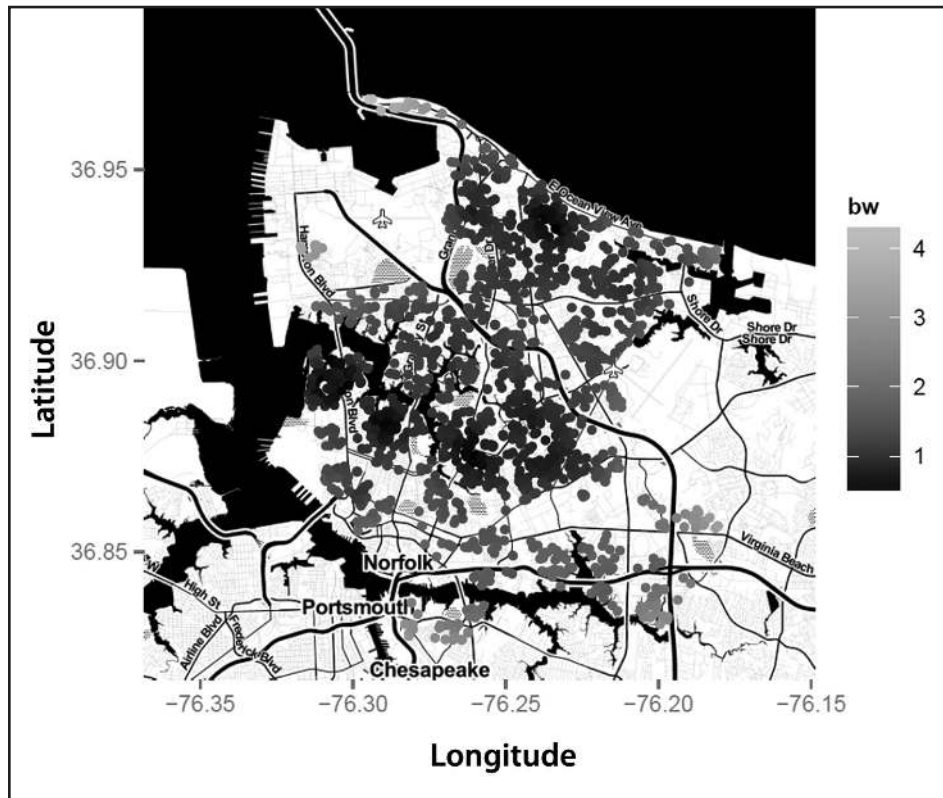 36.95
36.90
36.85
Latitude
E Ocean View Ave
Shore Dr
Shore Dr
Shore Dr
Virginia Beach
Norfolk
Portsmouth
Chesapeake
High St
Airline Blvd
Frederick Blvd
−76.35
−76.30
−76.25
−76.20
−76.15
Longitude
bw
4
3
2
1